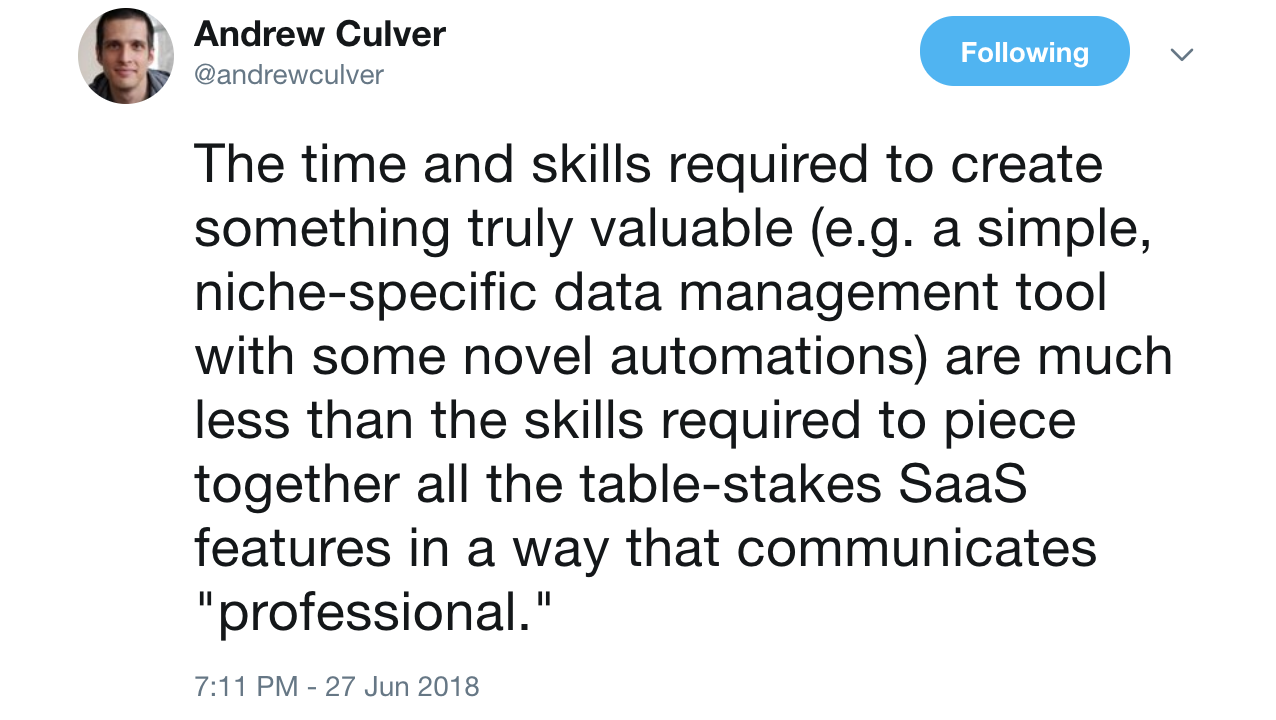 Andrew Culver
@andrewculver
Following
The time and skills required to create
something truly valuable (e.g. a simple,
niche-specific data management tool
with some novel automations) are much
less than the skills required to piece
together all the table-stakes SaaS
features in a way that communicates
"professional."
7:11 PM - 27 Jun 2018